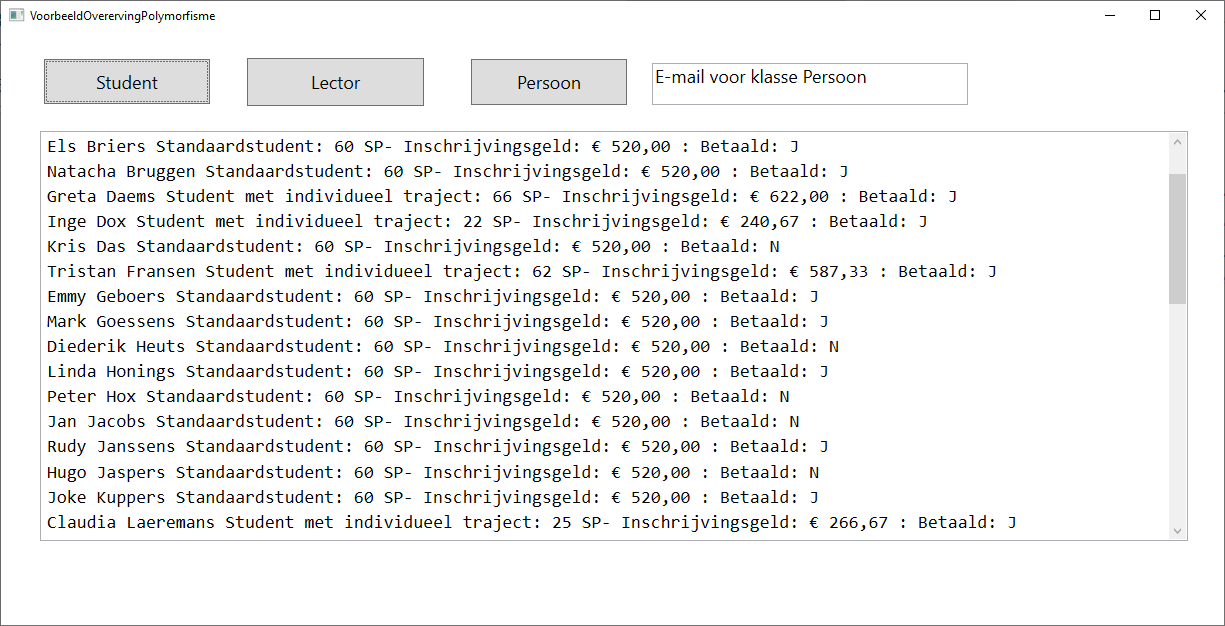 VoorbeeldOverervingPolymorfisme
Student
Lector
Persoon
E-mail voor klasse Persoon
Els Briers Standaardstudent: 60 SP- Inschrijvingsgeld: € 520,00 : Betaald: J
Natacha Bruggen Standaardstudent: 60 SP- Inschrijvingsgeld: € 520,00 : Betaald: J
Greta Daems Student met individueel traject: 66 SP- Inschrijvingsgeld: € 622,00 : Betaald: J
Inge Dox Student met individueel traject: 22 SP- Inschrijvingsgeld: € 240,67 : Betaald: J
Kris Das Standaardstudent: 60 SP- Inschrijvingsgeld: € 520,00 : Betaald: N
Tristan Fransen Student met individueel traject: 62 SP- Inschrijvingsgeld: € 587,33 : Betaald: J
Emmy Geboers Standaardstudent: 60 SP- Inschrijvingsgeld: € 520,00 : Betaald: J
Mark Goessens Standaardstudent: 60 SP- Inschrijvingsgeld: € 520,00 : Betaald: J
Diederik Heuts Standaardstudent: 60 SP- Inschrijvingsgeld: € 520,00 : Betaald: N
Linda Honings Standaardstudent: 60 SP- Inschrijvingsgeld: € 520,00 : Betaald: J
Peter Hox Standaardstudent: 60 SP- Inschrijvingsgeld: € 520,00 : Betaald: N
Jan Jacobs Standaardstudent: 60 SP- Inschrijvingsgeld: € 520,00 : Betaald: N
Rudy Janssens Standaardstudent: 60 SP- Inschrijvingsgeld: € 520,00 : Betaald: J
Hugo Jaspers Standaardstudent: 60 SP- Inschrijvingsgeld: € 520,00 : Betaald: N
Joke Kuppers Standaardstudent: 60 SP- Inschrijvingsgeld: € 520,00 : Betaald: J
Claudia Laeremans Student met individueel traject: 25 SP- Inschrijvingsgeld: € 266,67 : Betaald: J